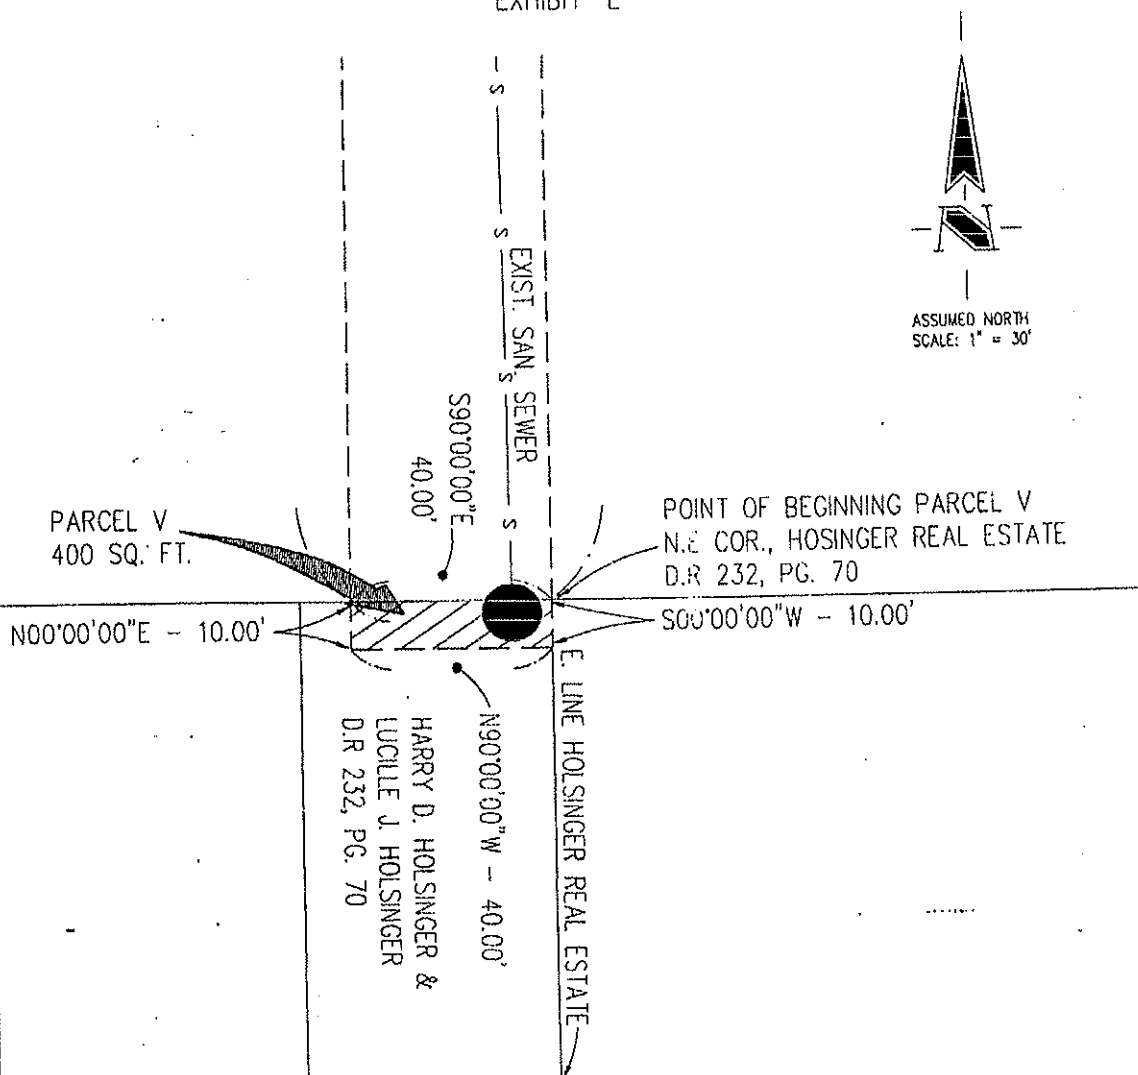 EXHIBIT E
ASSUMED NORTH
SCALE: 1" = 30'
S
S
S
S
EXIST. SAN. SEWER
S90°00'00"E
40.00'
PARCEL V
400 SQ. FT.
POINT OF BEGINNING PARCEL V
N.E COR., HOSINGER REAL ESTATE
D.R 232, PG. 70
N00°00'00"E - 10.00'
S00°00'00"W - 10.00'
HARRY D. HOLSINGER &
LUCILLE J. HOLSINGER
D.R 232, PG. 70
N90°00'00"W - 40.00'
E. LINE HOLSINGER REAL ESTATE
N